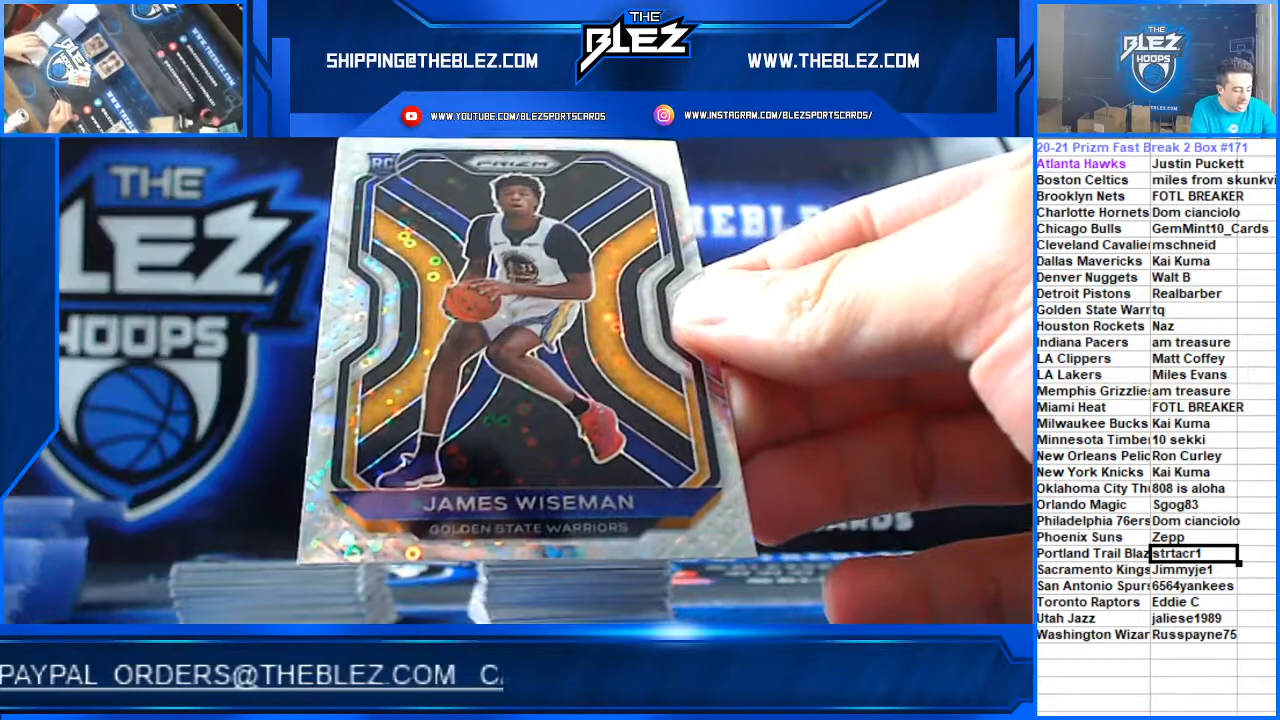 THE
BLEZ
SHIPPING@THEBLEZ.COM
WWW.THEBLEZ.COM
WWW.YOUTUBE.COM/BLEZSPORTSCARDS
WWW.INSTAGRAM.COM/BLEZSPORTSCARDS/
THE
BLEZ
HOOPS
THE
BLEZ
HOOPS
RC
PRIZM
JAMES WISEMAN
GOLDEN STATE WARRIORS
20-21 Prizm Fast Break 2 Box #171
Atlanta Hawks Justin Puckett
Boston Celtics miles from skunkvi
Brooklyn Nets FOTL BREAKER
Charlotte Hornets Dom cianciolo
Chicago Bulls GemMint10_Cards
Cleveland Cavalie mschneid
Dallas Mavericks Kai Kuma
Denver Nuggets Walt B
Detroit Pistons Realbarber
Golden State Warr tq
Houston Rockets Naz
Indiana Pacers am treasure
LA Clippers Matt Coffey
LA Lakers Miles Evans
Memphis Grizzlie am treasure
Miami Heat FOTL BREAKER
Milwaukee Bucks Kai Kuma
Minnesota Timbe 10 sekki
New Orleans Pelic Ron Curley
New York Knicks Kai Kuma
Oklahoma City Th 808 is aloha
Orlando Magic Sgog83
Philadelphia 76ers Dom cianciolo
Phoenix Suns Zepp
Portland Trail Blaz strtacr1
Sacramento Kings Jimmyje1
San Antonio Spurs 6564yankees
Toronto Raptors Eddie C
Utah Jazz jaliese1989
Washington Wizar Russpayne75
PAYPAL ORDERS@THEBLEZ.COM